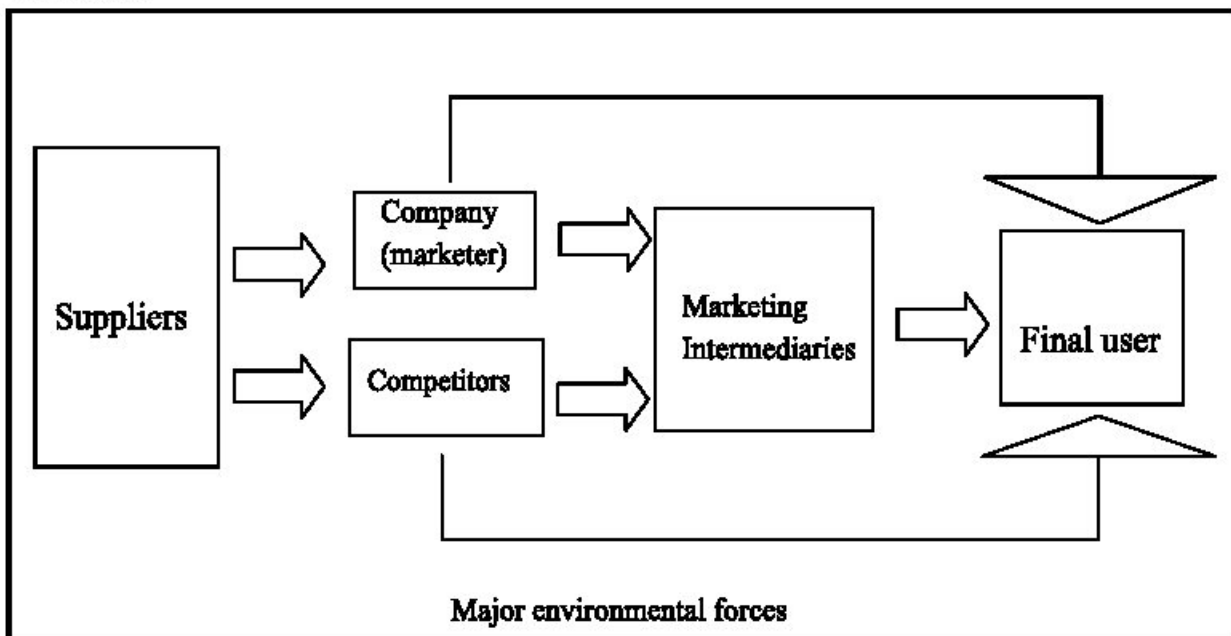 Suppliers
Company
(marketer)
Competitors
Marketing
Intermediaries
Final user
Major environmental forces